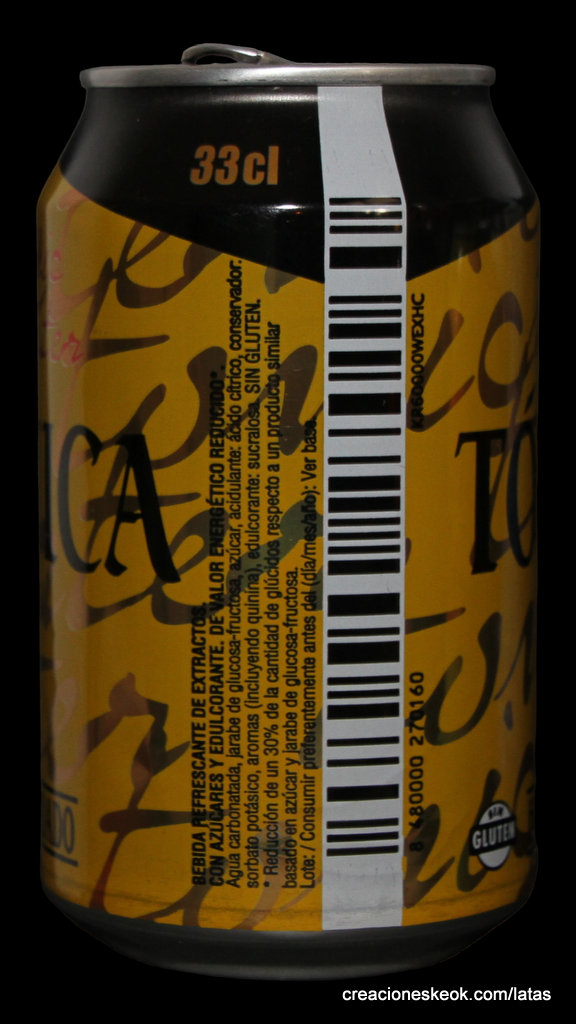 33cl
BEBIDA REFRESCANTE DE EXTRACTOS,
CON AZÚCARES Y EDULCORANTE. DE VALOR ENERGÉTICO REDUCIDO*.
Agua carbonatada, jarabe de glucosa-fructosa, azúcar, acidulante: ácido cítrico, conservador:
sorbato potásico, aromas (incluyendo quinina), edulcorante: sucralosa. SIN GLUTEN.
* Reducción de un 30% de la cantidad de glúcidos respecto a un producto similar
basado en azúcar y jarabe de glucosa-fructosa.
Lote: / Consumir preferentemente antes del (día/mes/año): Ver base.
8 480000 270160
ICA
TÓ
SIN
GLUTEN
creacioneskeok.com/latas